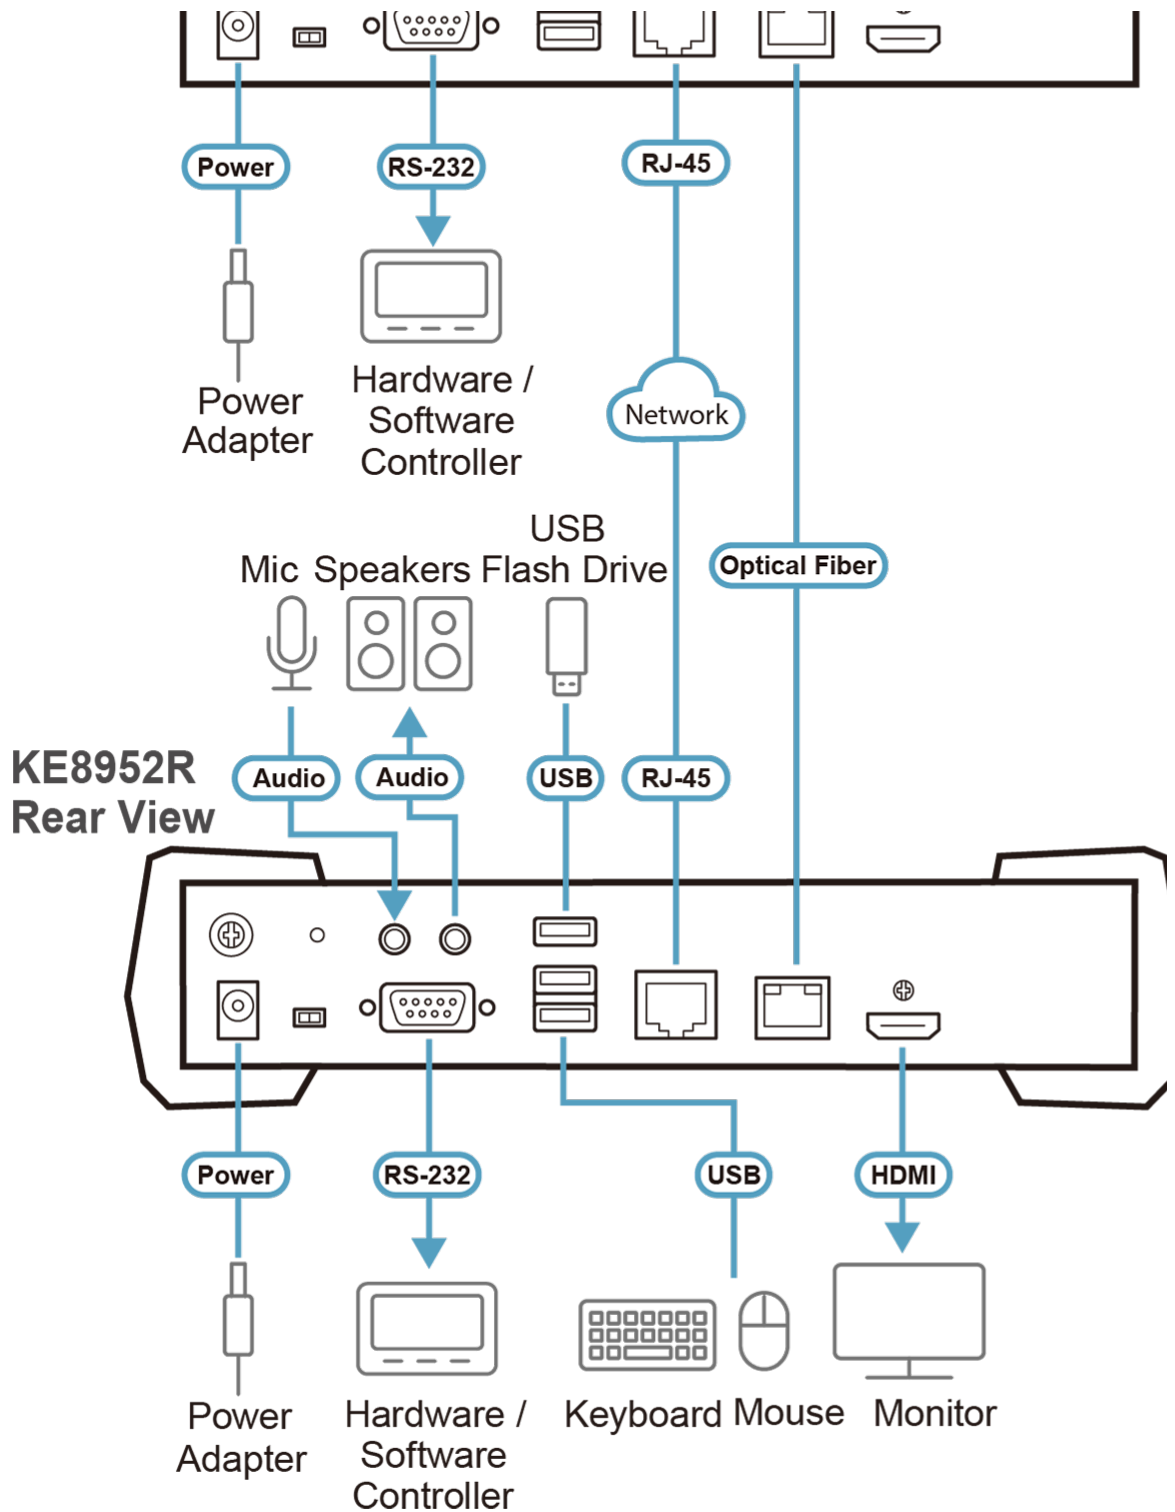 Power
RS-232
RJ-45
Power
Adapter
Hardware /
Software
Controller
Network
Optical Fiber
Mic
Speakers
USB
Flash Drive
KE8952R
Rear View
Audio
Audio
USB
RJ-45
Power
RS-232
USB
HDMI
Power
Adapter
Hardware /
Software
Controller
Keyboard
Mouse
Monitor